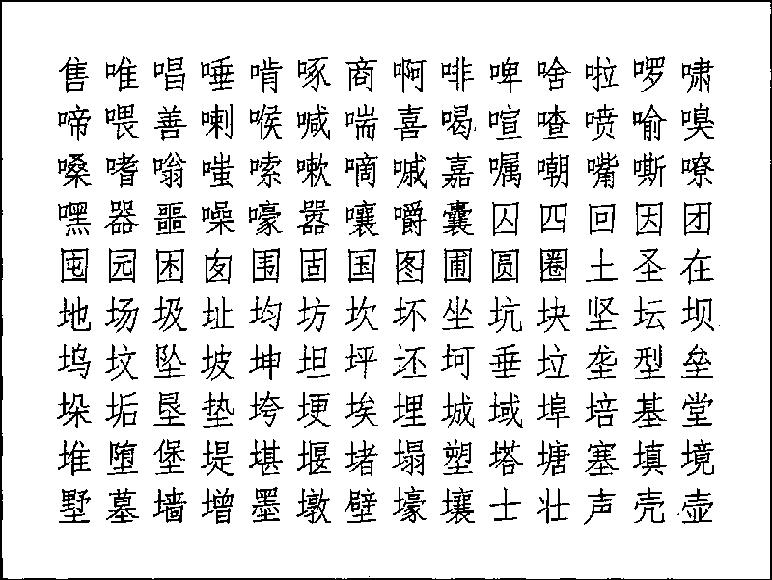 售唯唱唾啃啄商啊啡啤啥啦啰啸
啼喂善喇喉喊喘喜喝喧喳喷喻嗅
嗓嗜嗡嗤嗦嗽嘀嘁嘉嘱嘲嘴嘶嘹
嘿器噩噪嚎嚣嚷嚼囊囚四回因团
囤园困囱围固国图圃圆圈土圣在
地场圾址均坊坎坏坐坑块坚坛坝
坞坟坠坡坤坦坪坯坷垂垃垄型垒
垛垢垦垫垮埂埃埋城域埠培基堂
堆堕堡堤堪堰堵塌塑塔塘塞填境
墅墓墙增墨墩壁壕壤士壮声壳壶